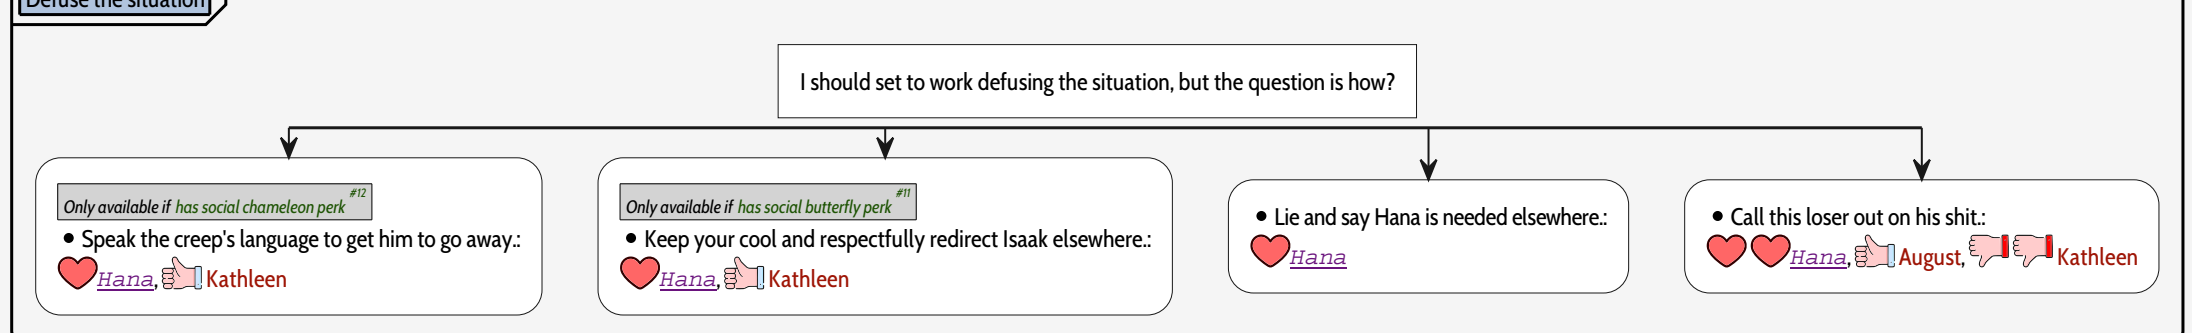 Defuse the situation
I should set to work defusing the situation, but the question is how?
#12
Only available if has social chameleon perk
• Speak the creep's language to get him to go away.:
Hana, Kathleen
#11
Only available if has social butterfly perk
• Keep your cool and respectfully redirect Isaak elsewhere.:
Hana, Kathleen
• Lie and say Hana is needed elsewhere.:
Hana
• Call this loser out on his shit.:
Hana, August, Kathleen